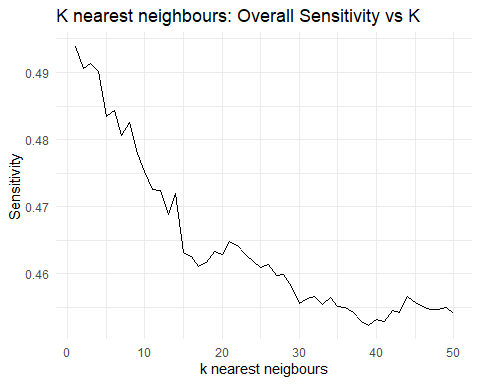 K nearest neighbours: Overall Sensitivity vs K
Sensitivity
0.49
0.48
0.47
0.46
0 10 20 30 40 50
k nearest neigbours